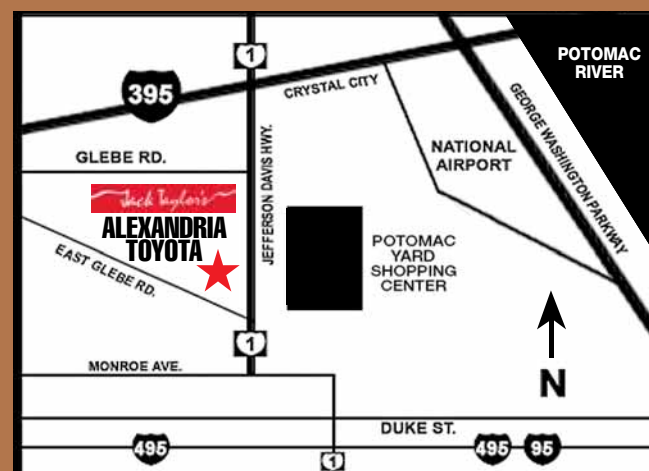 1
POTOMAC
RIVER
395
CRYSTAL CITY
GLEBE RD.
NATIONAL
AIRPORT
GEORGE WASHINGTON PARKWAY
JEFFERSON DAVIS HWY.
Jack Taylor's
ALEXANDRIA
TOYOTA
EAST GLEBE RD.
POTOMAC
YARD
SHOPPING
CENTER
1
MONROE AVE.
N
DUKE ST.
495
1
495
95